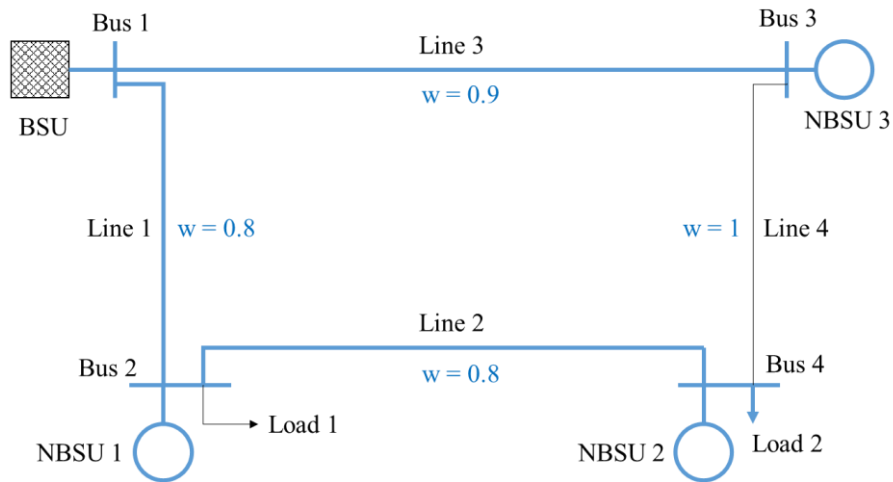 Bus 1
Bus 3
Line 3
w = 0.9
BSU
NBSU 3
Line 1
w = 0.8
w = 1
Line 4
Line 2
Bus 2
w = 0.8
Bus 4
Load 1
NBSU 1
NBSU 2
Load 2